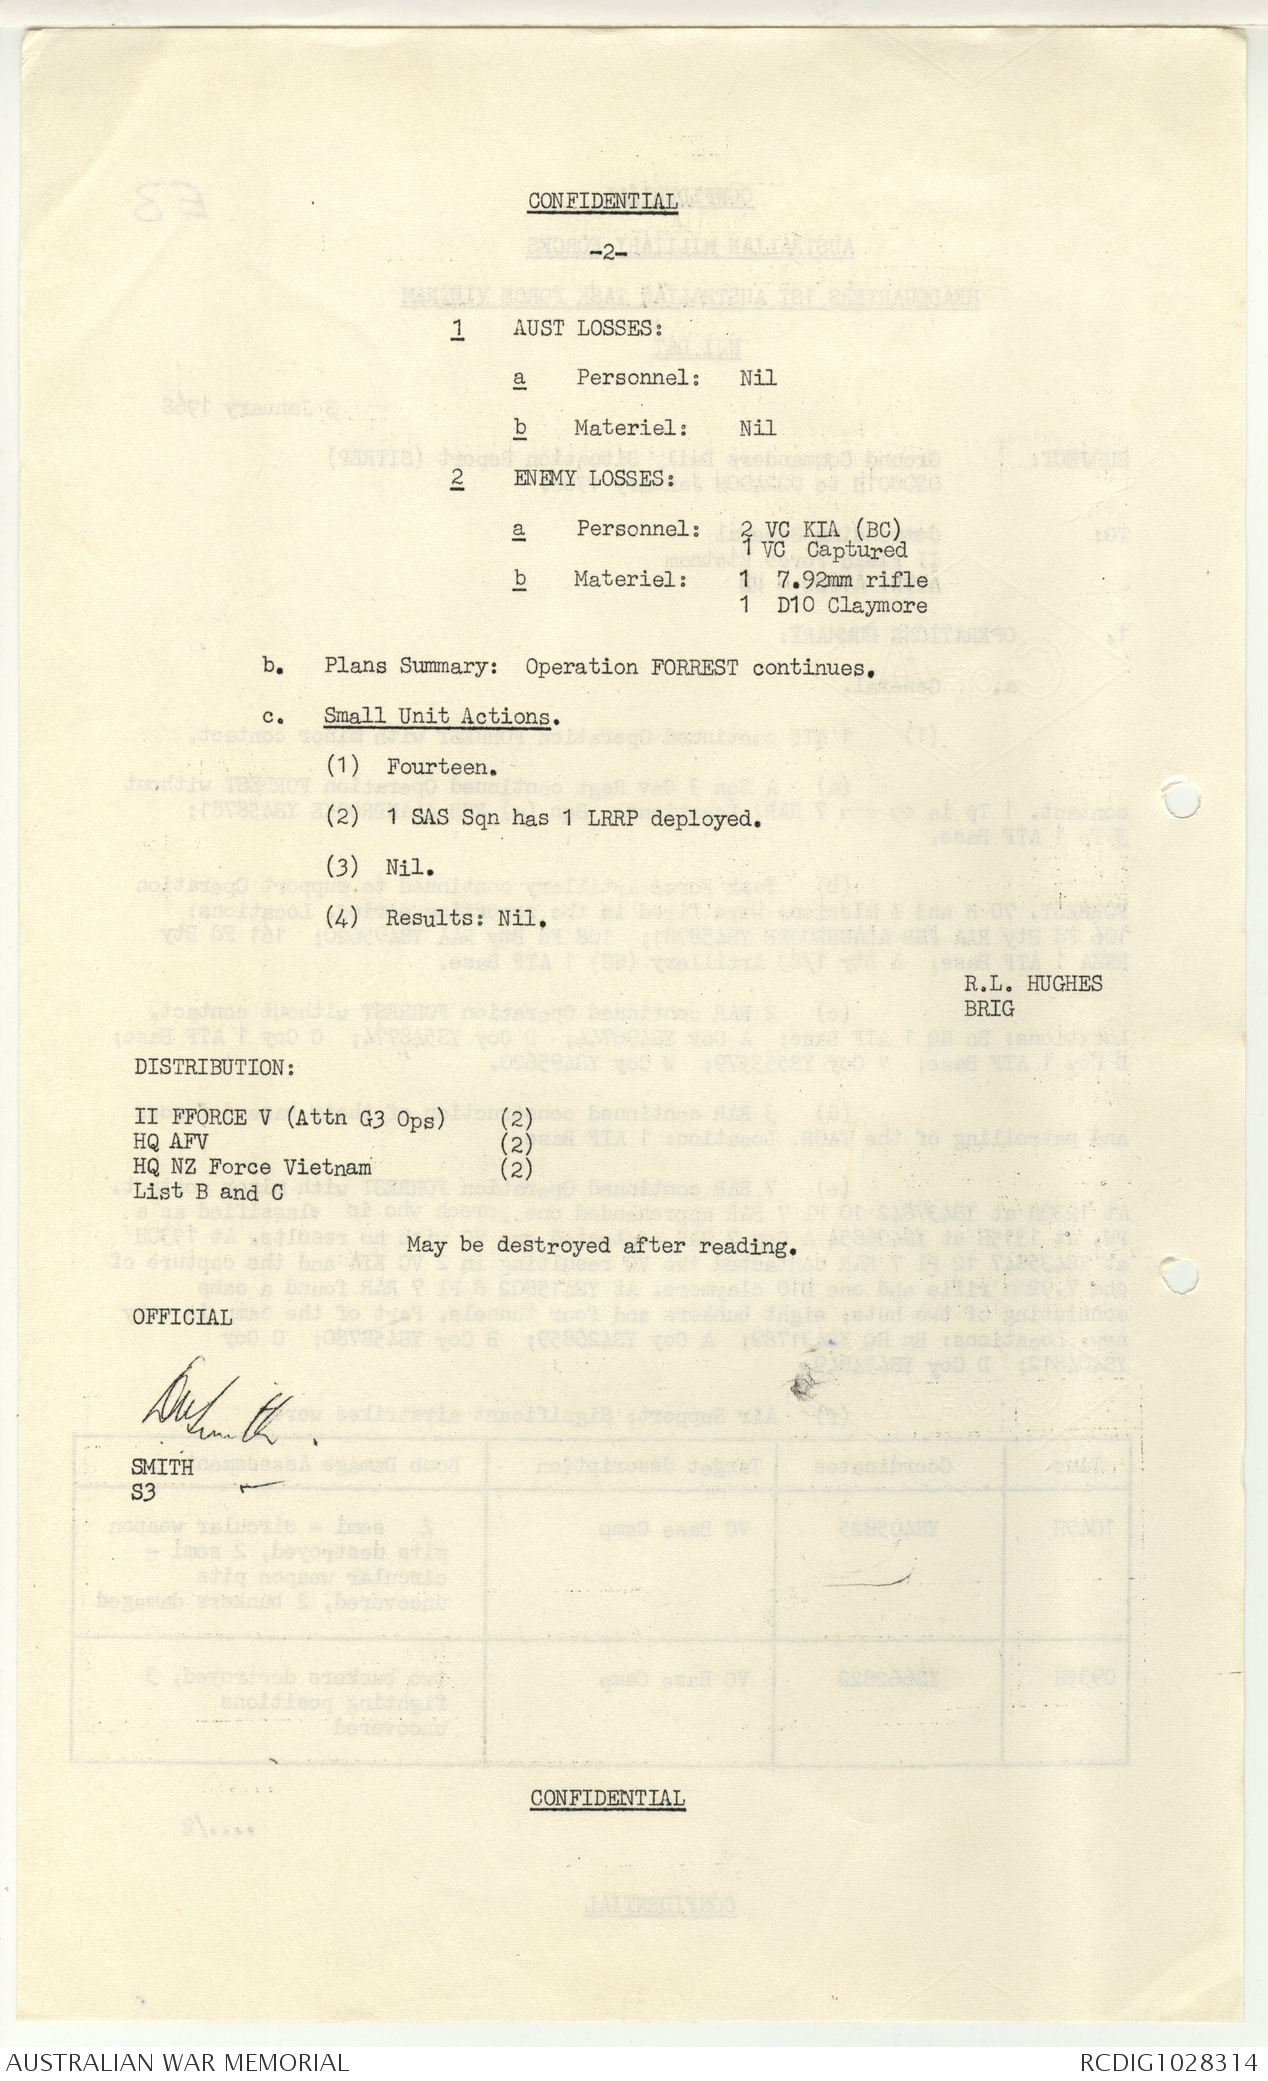 CONFIDENTIAL
-2-
1 AUST LOSSES:
a Personnel: Nil
b Materiel: Nil
2 ENEMY LOSSES:
a Personnel: 2 VC KIA (BC)
1 VC Captured
b Materiel: 1 7.92mm rifle
1 D10 Claymore
b. Plans Summary: Operation FORREST continues.
c. Small Unit Actions.
(1) Fourteen.
(2) 1 SAS Sqn has 1 LRRP deployed.
(3) Nil.
(4) Results: Nil.
R.L. HUGHES
BRIG
DISTRIBUTION:
II FFORCE V (Attn G3 Ops) (2)
HQ AFV (2)
HQ NZ Force Vietnam (2)
List B and C
May be destroyed after reading.
OFFICIAL
Smith
SMITH
S3
CONFIDENTIAL
AUSTRALIAN WAR MEMORIAL
RCDIG1028314